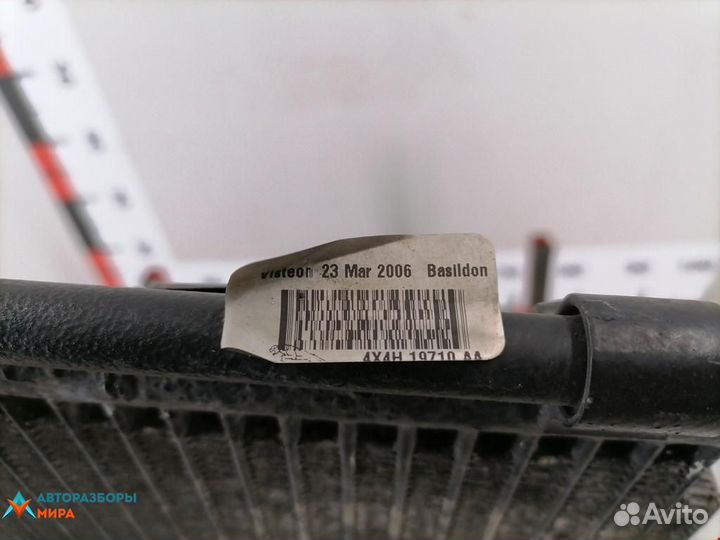 Visteon 23 Mar 2006 Basildon
4X4H 19710 AA
АВТОРАЗБОРЫ
МИРА
Avito